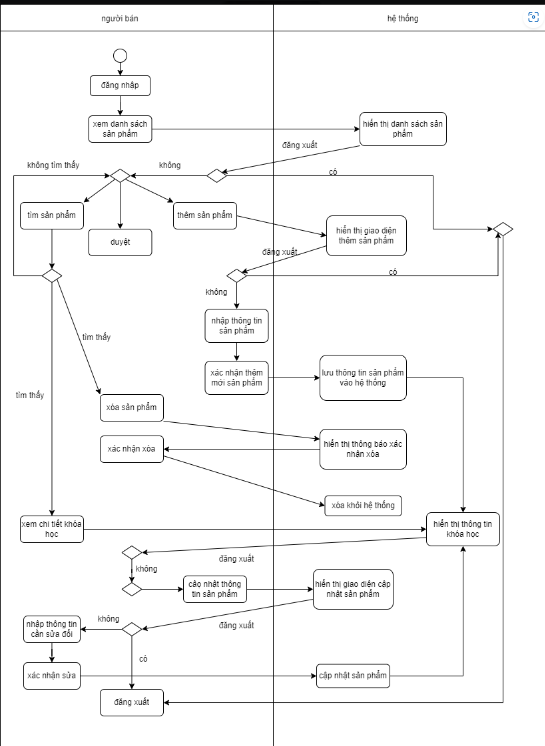 người bán
hệ thống
đăng nhập
xem danh sách
sản phẩm
hiển thị danh sách sản
phẩm
đăng xuất
không tìm thấy
không
có
tìm sản phẩm
thêm sản phẩm
duyệt
hiển thị giao diện
thêm sản phẩm
đăng xuất
có
không
nhập thông tin
sản phẩm
tìm thấy
xác nhận thêm
mới sản phẩm
lưu thông tin sản phẩm
vào hệ thống
tìm thấy
xóa sản phẩm
xác nhận xóa
hiển thị thông báo xác
nhận xóa
xóa khỏi hệ thống
xem chi tiết khóa
học
hiển thị thông tin
khóa học
đăng xuất
không
cập nhật thông
tin sản phẩm
hiển thị giao diện cập
nhật sản phẩm
đăng xuất
không
nhập thông tin
cần sửa đổi
có
xác nhận sửa
cập nhật sản phẩm
đăng xuất